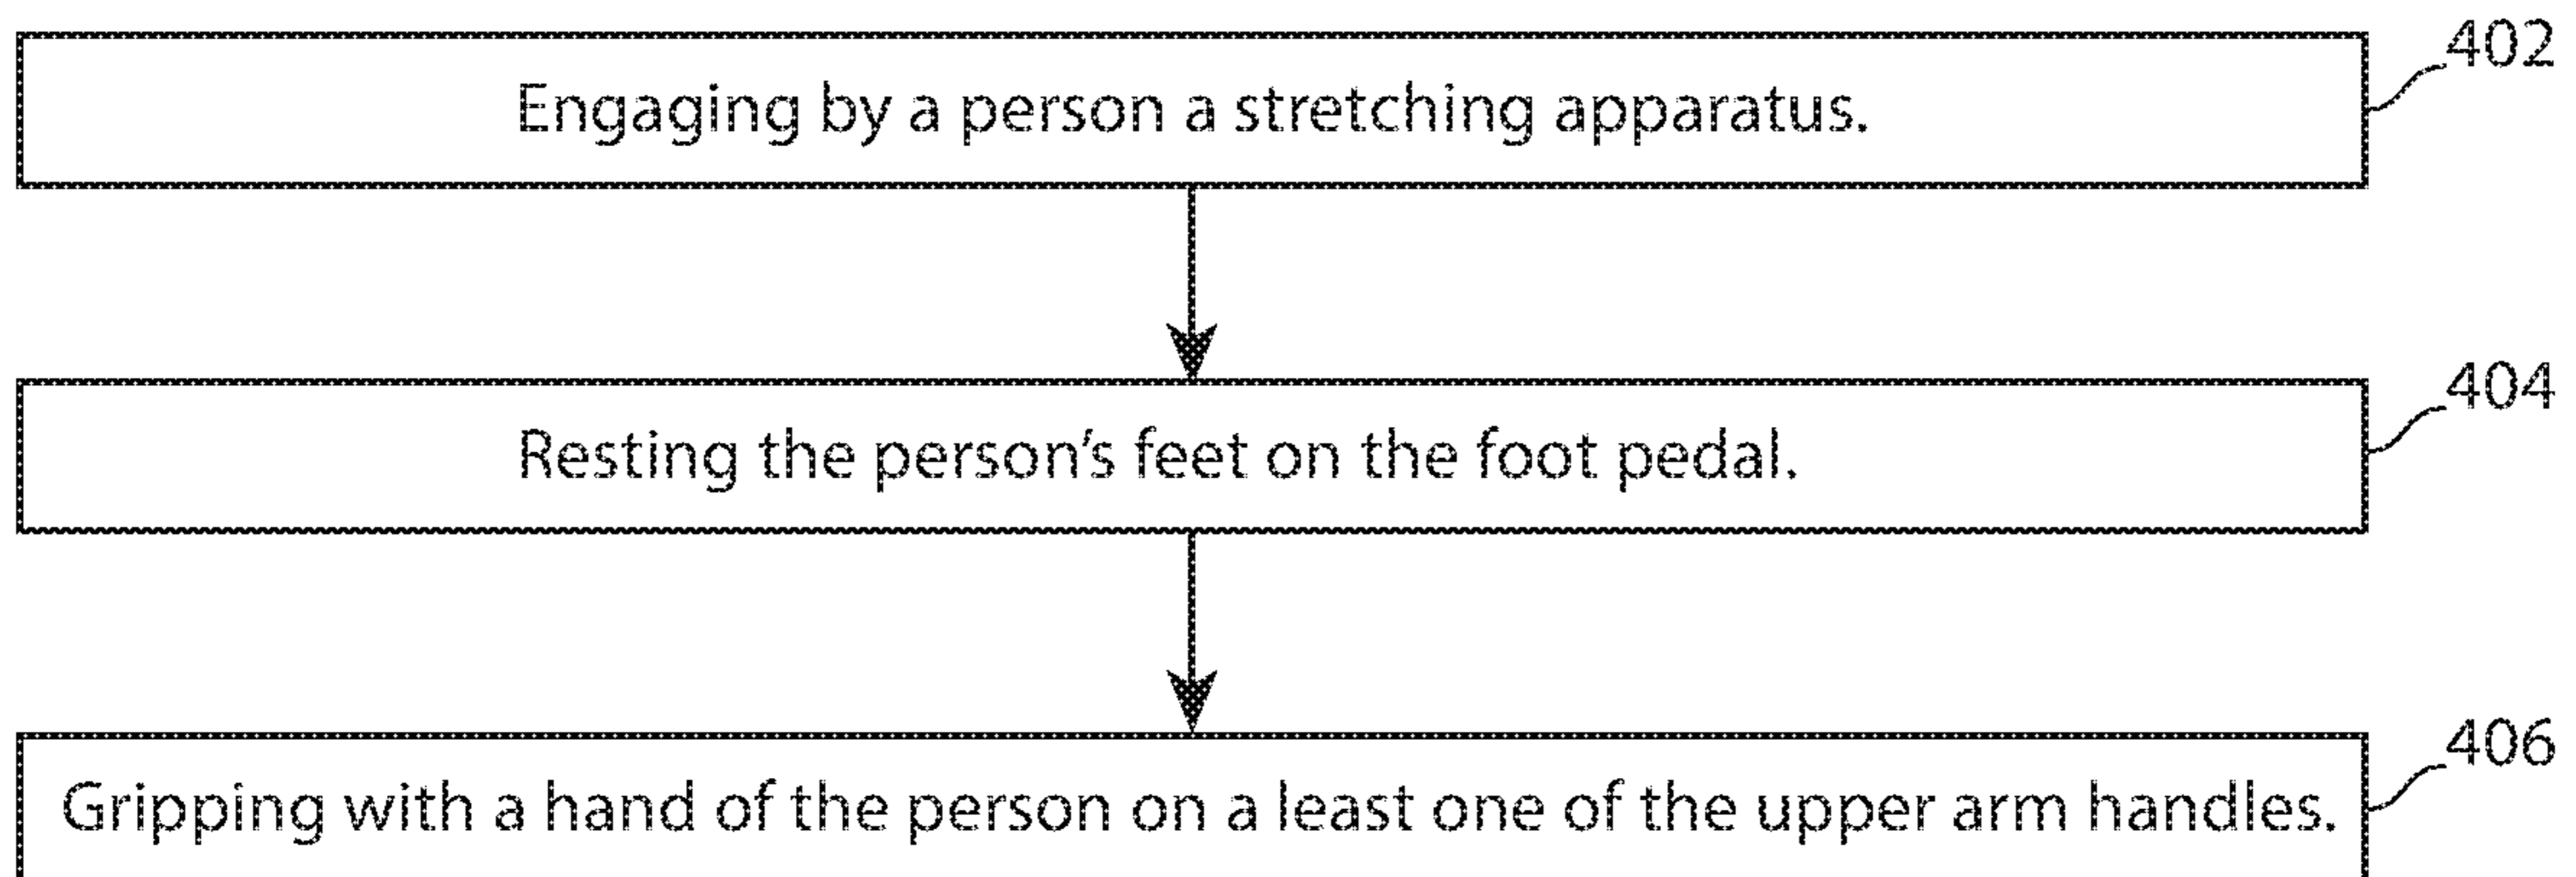 402
Engaging by a person a stretching apparatus.
404
Resting the person's feet on the foot pedal.
406
Gripping with a hand of the person on a least one of the upper arm handles.